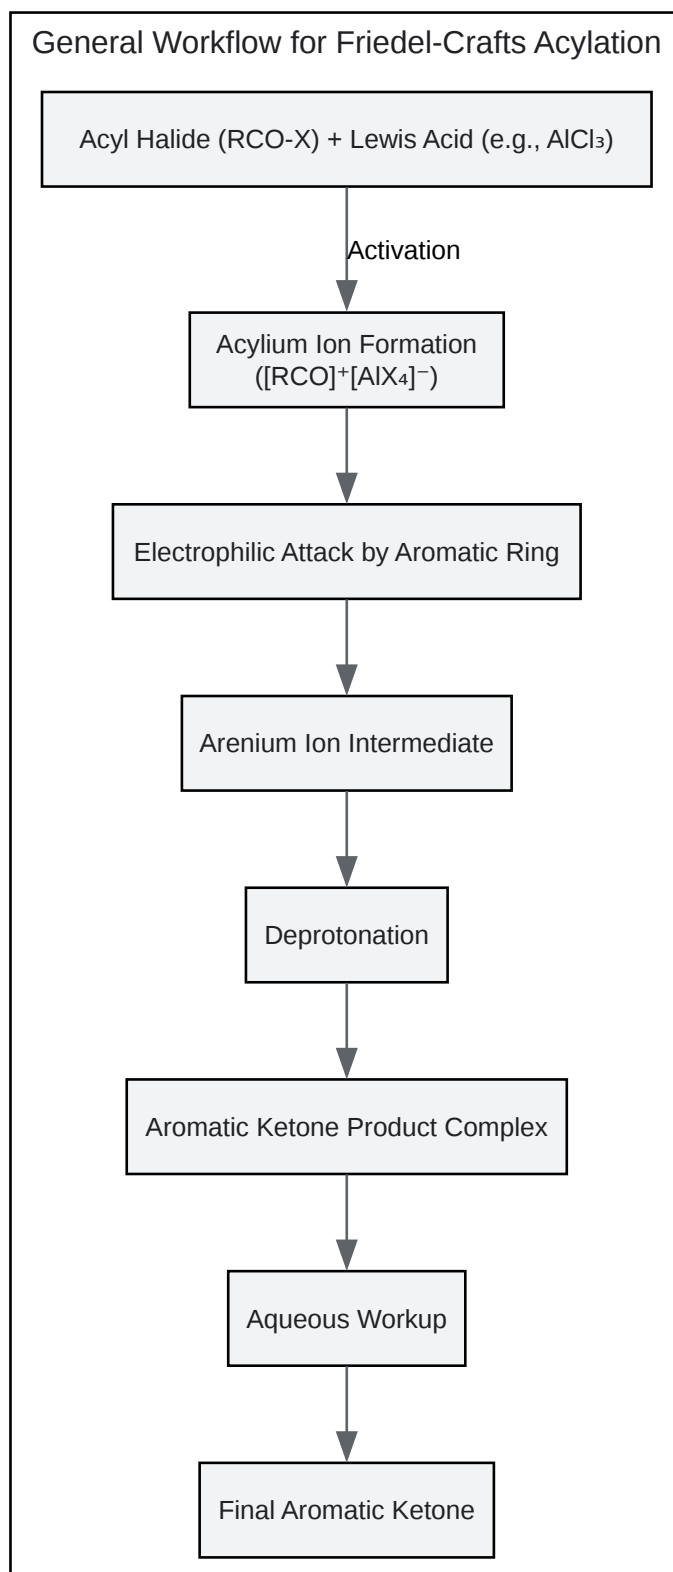 General Workflow for Friedel-Crafts Acylation
Acyl Halide (RCO-X) + Lewis Acid (e.g., AlCl₃)
Activation
Acylium Ion Formation
([RCO]⁺[AlX₄]⁻)
Electrophilic Attack by Aromatic Ring
Arenium Ion Intermediate
Deprotonation
Aromatic Ketone Product Complex
Aqueous Workup
Final Aromatic Ketone